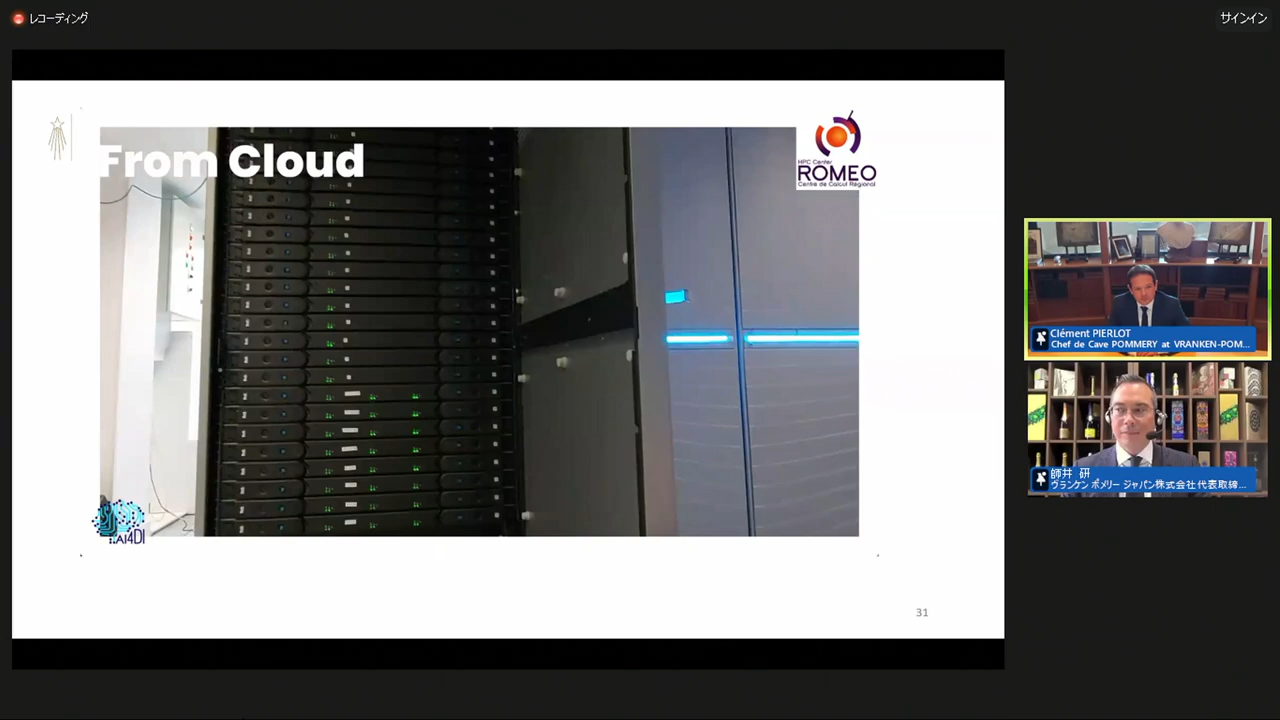 レコーディング
サインイン
From Cloud
HPC Center
ROMEO
Centre de Calcul Régional
AI4DI
31
Clément PIERLOT
Chef de Cave POMMERY at VRANKEN-POM...
師井 研
ヴランケン ポメリー ジャパン株式会社 代表取締...